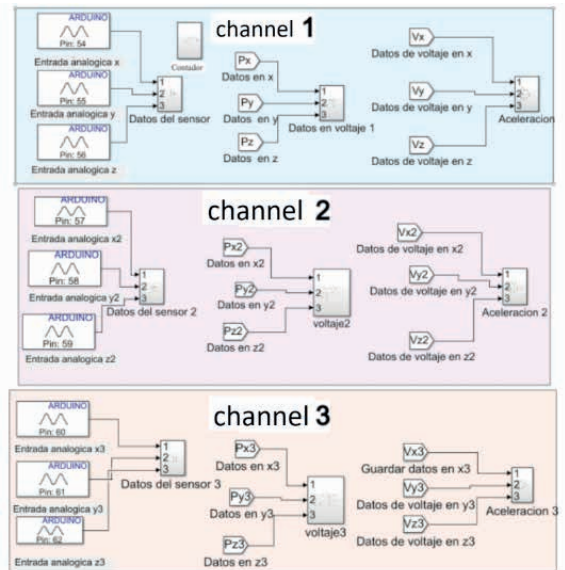 channel 1
ARDUINO
Pin: 54
Entrada analogica x
ARDUINO
Pin: 55
Entrada analogica y
ARDUINO
Pin: 56
Entrada analogica z
1
2
3
Datos del sensor
Contador
Px
Datos en x
Py
Datos en y
Pz
Datos en z
1
2
3
Datos en voltaje 1
Vx
Datos de voltaje en x
Vy
Datos de voltaje en y
Vz
Datos de voltaje en z
1
2
3
Aceleracion
channel 2
ARDUINO
Pin: 57
Entrada analogica x2
ARDUINO
Pin: 58
Entrada analogica y2
ARDUINO
Pin: 59
Entrada analogica z2
1
2
3
Datos del sensor 2
Px2
Datos en x2
Py2
Datos en y2
Pz2
Datos en z2
1
2
3
voltaje2
Vx2
Datos de voltaje en x2
Vy2
Datos de voltaje en y2
Vz2
Datos de voltaje en z2
1
2
3
Aceleracion 2
channel 3
ARDUINO
Pin: 60
Entrada analogica x3
ARDUINO
Pin: 61
Entrada analogica y3
ARDUINO
Pin: 62
Entrada analogica z3
1
2
3
Datos del sensor 3
Px3
Datos en x3
Py3
Datos en y3
Pz3
Datos en z3
1
2
3
voltaje3
Vx3
Guardar datos en x3
Vy3
Datos de voltaje en y3
Vz3
Datos de voltaje en z3
1
2
3
Aceleracion 3